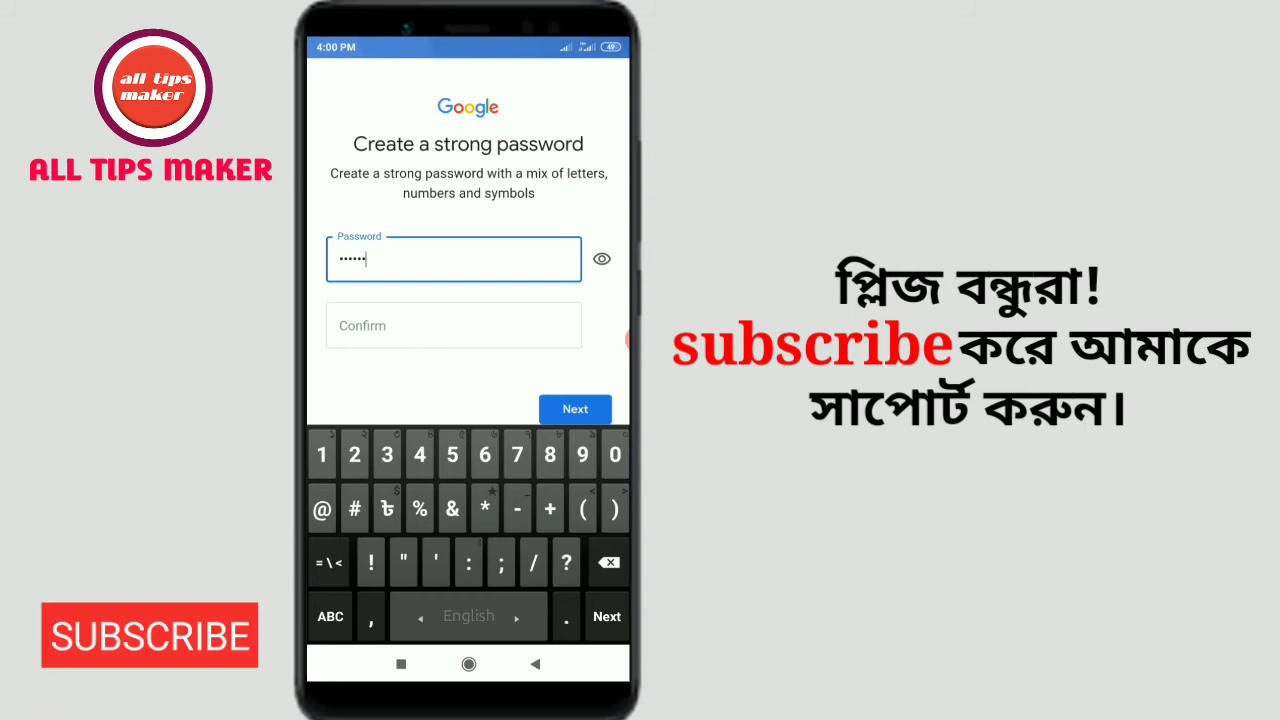 all tips
maker
ALL TIPS MAKER
4:00 PM
49
Google
Create a strong password
Create a strong password with a mix of letters,
numbers and symbols
Password
••••••
Confirm
Next
1 2 3 4 5 6 7 8 9 0
@ # ৳ % & * - + ( )
= \ < ! " ' : ; / ?
ABC , English . Next
প্লিজ বন্ধুরা!
subscribe করে আমাকে
সাপোর্ট করুন।
SUBSCRIBE